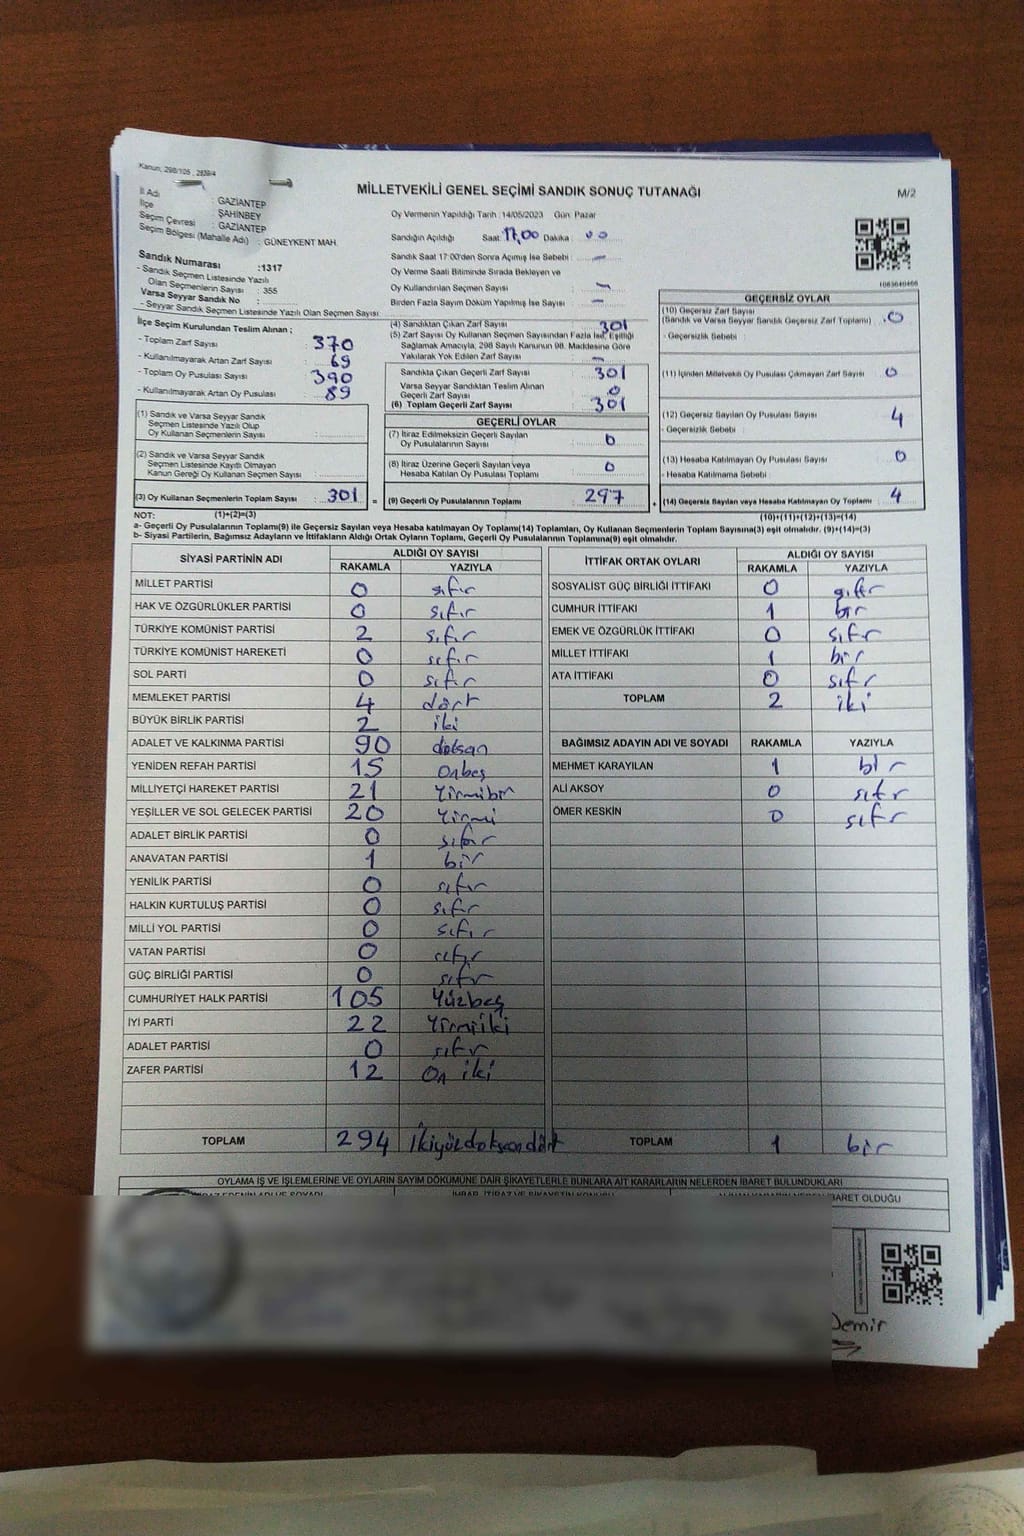 Kanun; 298/105 , 2839/4
MİLLETVEKİLİ GENEL SEÇİMİ SANDIK SONUÇ TUTANAĞI
M/2
İl Adı : GAZİANTEP
İlçe : ŞAHİNBEY
Seçim Çevresi : GAZİANTEP
Seçim Bölgesi (Mahalle Adı) : GÜNEYKENT MAH.
Sandık Numarası :1317
- Sandık Seçmen Listesinde Yazılı
Olan Seçmenlerin Sayısı : 355
Varsa Seyyar Sandık No :
- Seyyar Sandık Seçmen Listesinde Yazılı Olan Seçmen Sayısı
Oy Vermenin Yapıldığı Tarih :14/05/2023 Gün: Pazar
Sandığın Açıldığı Saat: 17,00 Dakika : 00
Sandık Saat 17:00'den Sonra Açımış İse Sebebi : –
Oy Verme Saati Bitiminde Sırada Bekleyen ve
Oy Kullandırılan Seçmen Sayısı : –
Birden Fazla Sayım Döküm Yapılmış İse Sayısı : –
1083640466
İlçe Seçim Kurulundan Teslim Alınan ;
- Toplam Zarf Sayısı : 370
- Kullanılmayarak Artan Zarf Sayısı : 69
- Toplam Oy Pusulası Sayısı : 390
- Kullanılmayarak Artan Oy Pusulası : 89
(1) Sandık ve Varsa Seyyar Sandık
Seçmen Listesinde Yazılı Olup
Oy Kullanan Seçmenlerin Sayısı :
(2) Sandık ve Varsa Seyyar Sandık
Seçmen Listesinde Kayıtlı Olmayan
Kanun Gereği Oy Kullanan Seçmen Sayısı :
(3) Oy Kullanan Seçmenlerin Toplam Sayısı : 301 =
(4) Sandıktan Çıkan Zarf Sayısı : 301
(5) Zarf Sayısı Oy Kullanan Seçmen Sayısından Fazla İse, Eşitliği
Sağlamak Amacıyla, 298 Sayılı Kanunun 98. Maddesine Göre
Yakılarak Yok Edilen Zarf Sayısı : –
Sandıkta Çıkan Geçerli Zarf Sayısı : 301
Varsa Seyyar Sandıktan Teslim Alınan
Geçerli Zarf Sayısı : 0
(6) Toplam Geçerli Zarf Sayısı : 301
GEÇERLİ OYLAR
(7) İtiraz Edilmeksizin Geçerli Sayılan
Oy Pusulalarının Sayısı : 0
(8) İtiraz Üzerine Geçerli Sayılan veya
Hesaba Katılan Oy Pusulası Toplamı : 0
(9) Geçerli Oy Pusulalarının Toplamı : 297 +
GEÇERSİZ OYLAR
(10) Geçersiz Zarf Sayısı
(Sandık ve Varsa Seyyar Sandık Geçersiz Zarf Toplamı) : 0
- Geçersizlik Sebebi :
(11) İçinden Milletvekili Oy Pusulası Çıkmayan Zarf Sayısı : 0
(12) Geçersiz Sayılan Oy Pusulası Sayısı : 4
- Geçersizlik Sebebi :
(13) Hesaba Katılmayan Oy Pusulası Sayısı : 0
- Hesaba Katılmama Sebebi :
(14) Geçersiz Sayılan veya Hesaba Katılmayan Oy Toplamı : 4
NOT: (1)+(2)=(3) (10)+(11)+(12)+(13)=(14)
a- Geçerli Oy Pusulalarının Toplamı(9) ile Geçersiz Sayılan veya Hesaba katılmayan Oy Toplamı(14) Toplamları, Oy Kullanan Seçmenlerin Toplam Sayısına(3) eşit olmalıdır. (9)+(14)=(3)
b- Siyasi Partilerin, Bağımsız Adayların ve İttifakların Aldığı Ortak Oyların Toplamı, Geçerli Oy Pusulalarının Toplamına(9) eşit olmalıdır.
SİYASİ PARTİNİN ADI ALDIĞI OY SAYISI
RAKAMLA YAZIYLA
MİLLET PARTİSİ 0 sıfır
HAK VE ÖZGÜRLÜKLER PARTİSİ 0 sıfır
TÜRKİYE KOMÜNİST PARTİSİ 2 sıfır
TÜRKİYE KOMÜNİST HAREKETİ 0 sıfır
SOL PARTİ 0 sıfır
MEMLEKET PARTİSİ 4 dört
BÜYÜK BİRLİK PARTİSİ 2 iki
ADALET VE KALKINMA PARTİSİ 90 doksan
YENİDEN REFAH PARTİSİ 15 Onbeş
MİLLİYETÇİ HAREKET PARTİSİ 21 Yirmibir
YEŞİLLER VE SOL GELECEK PARTİSİ 20 Yirmi
ADALET BİRLİK PARTİSİ 0 sıfır
ANAVATAN PARTİSİ 1 bir
YENİLİK PARTİSİ 0 sıfır
HALKIN KURTULUŞ PARTİSİ 0 sıfır
MİLLİ YOL PARTİSİ 0 sıfır
VATAN PARTİSİ 0 sıfır
GÜÇ BİRLİĞİ PARTİSİ 0 sıfır
CUMHURİYET HALK PARTİSİ 105 Yüzbeş
İYİ PARTİ 22 Yirmiiki
ADALET PARTİSİ 0 sıfır
ZAFER PARTİSİ 12 On iki
TOPLAM 294 İkiyüzdoksandört
İTTİFAK ORTAK OYLARI ALDIĞI OY SAYISI
RAKAMLA YAZIYLA
SOSYALİST GÜÇ BİRLİĞİ İTTİFAKI 0 sıfır
CUMHUR İTTİFAKI 1 bir
EMEK VE ÖZGÜRLÜK İTTİFAKI 0 sıfır
MİLLET İTTİFAKI 1 bir
ATA İTTİFAKI 0 sıfır
TOPLAM 2 iki
BAĞIMSIZ ADAYIN ADI VE SOYADI RAKAMLA YAZIYLA
MEHMET KARAYILAN 1 bir
ALİ AKSOY 0 sıfır
ÖMER KESKİN 0 sıfır
TOPLAM 1 bir
OYLAMA İŞ VE İŞLEMLERİNE VE OYLARIN SAYIM DÖKÜMÜNE DAİR ŞİKAYETLERLE BUNLARA AİT KARARLARIN NELERDEN İBARET BULUNDUKLARI
İBARET OLDUĞU
Demir